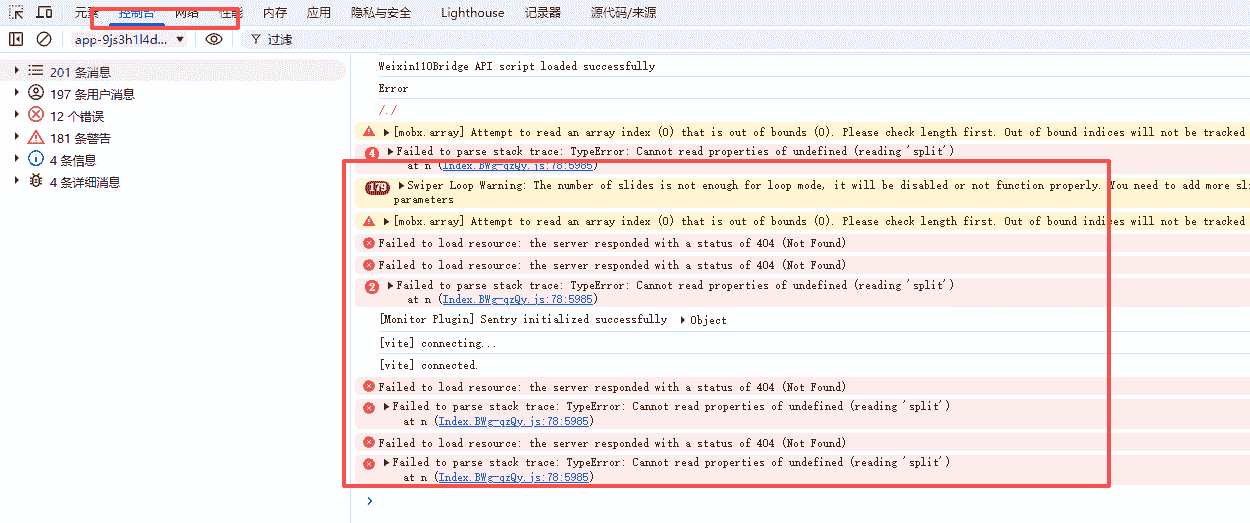 元素 控制台 网络 性能 内存 应用 隐私与安全 Lighthouse 记录器 源代码/来源
app-9js3h1l4d... ▼ 过滤
201 条消息
197 条用户消息
12 个错误
181 条警告
4 条信息
4 条详细消息
Weixin110Bridge API script loaded successfully
Error
/./
[mobx.array] Attempt to read an array index (0) that is out of bounds (0). Please check length first. Out of bound indices will not be tracked
4 Failed to parse stack trace: TypeError: Cannot read properties of undefined (reading 'split')
at n (Index.BWg-qzQy.js:78:5985)
179 Swiper Loop Warning: The number of slides is not enough for loop mode, it will be disabled or not function properly. You need to add more sli
parameters
[mobx.array] Attempt to read an array index (0) that is out of bounds (0). Please check length first. Out of bound indices will not be tracked
Failed to load resource: the server responded with a status of 404 (Not Found)
Failed to load resource: the server responded with a status of 404 (Not Found)
2 Failed to parse stack trace: TypeError: Cannot read properties of undefined (reading 'split')
at n (Index.BWg-qzQy.js:78:5985)
[Monitor Plugin] Sentry initialized successfully Object
[vite] connecting...
[vite] connected.
Failed to load resource: the server responded with a status of 404 (Not Found)
Failed to parse stack trace: TypeError: Cannot read properties of undefined (reading 'split')
at n (Index.BWg-qzQy.js:78:5985)
Failed to load resource: the server responded with a status of 404 (Not Found)
Failed to parse stack trace: TypeError: Cannot read properties of undefined (reading 'split')
at n (Index.BWg-qzQy.js:78:5985)